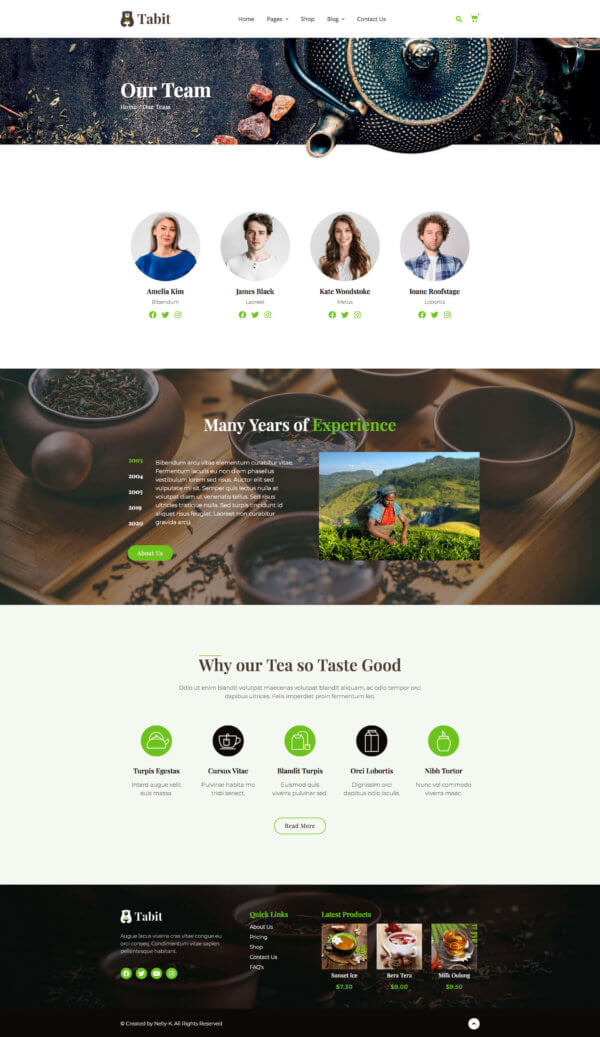 Tabit
Home Pages Shop Blog Contact Us
Our Team
Home / Our Team
Amelia Kim
Bibendum
James Black
Laoreet
Kate Woodstoke
Metus
Ioane Roofstage
Lobortis
Many Years of Experience
2003
2004
2005
2019
2020
Bibendum arcu vitae elementum curabitur vitae.
Fermentum iaculis eu non diam phasellus
vestibulum lorem sed risus. Auctor elit sed
vulputate mi sit. Semper quis lectus nulla at
volutpat diam ut venenatis tellus. Sed risus
ultricies tristique nulla. Sed turpis tincidunt id
aliquet risus feugiat. Laoreet non curabitur
gravida arcu.
About Us
Why our Tea so Taste Good
Odio ut enim blandit volutpat maecenas volutpat blandit aliquam, ac odio tempor orci
dapibus ultrices. Felis imperdiet proin fermentum leo.
Turpis Egestas
Interd augue velit
euis massa.
Cursus Vitae
Pulvinar habita mo
tristi senect.
Blandit Turpis
Euismod quis
viverra pulvinar sed.
Orci Lobortis
Dignissim orci
dapibus odio iaculis.
Nibh Tortor
Nunc vel commodo
viverra maec.
Read More
Tabit
Augue lacus viverra cras vitae congue eu
orci conseq. Condimentum vitae sapien
pellentesque habitant.
Quick Links
About Us
Pricing
Shop
Contact Us
FAQ's
Latest Products
Sunset Ice
$7.30
Bera Tera
$8.00
Milk Oolong
$9.50
© Created by Nelly-K. All Rights Reserved